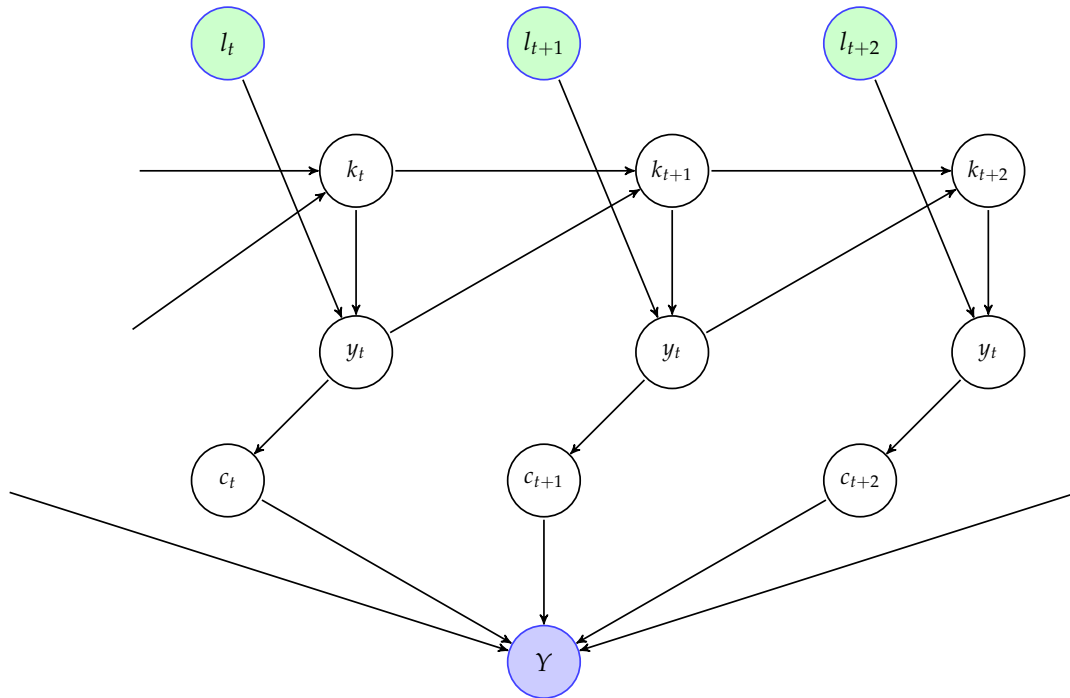 l_t l_{t+1} l_{t+2}
k_t k_{t+1} k_{t+2}
y_t y_t y_t
c_t c_{t+1} c_{t+2}
Y